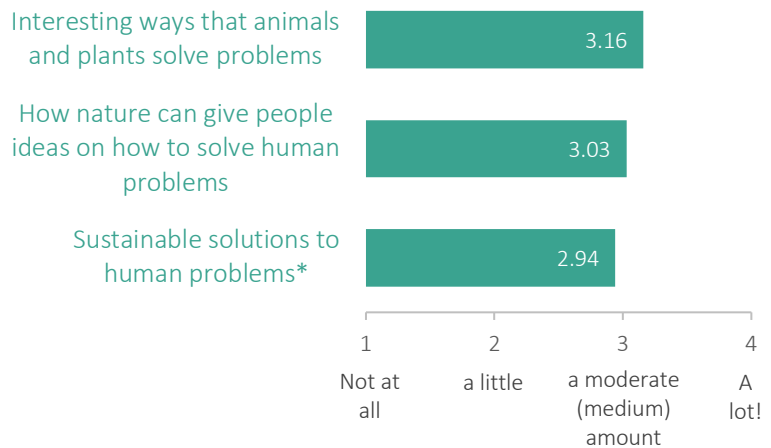 Interesting ways that animals
and plants solve problems
3.16
How nature can give people
ideas on how to solve human
problems
3.03
Sustainable solutions to
human problems*
2.94
1
2
3
4
Not at
all
a little
a moderate
(medium)
amount
A
lot!